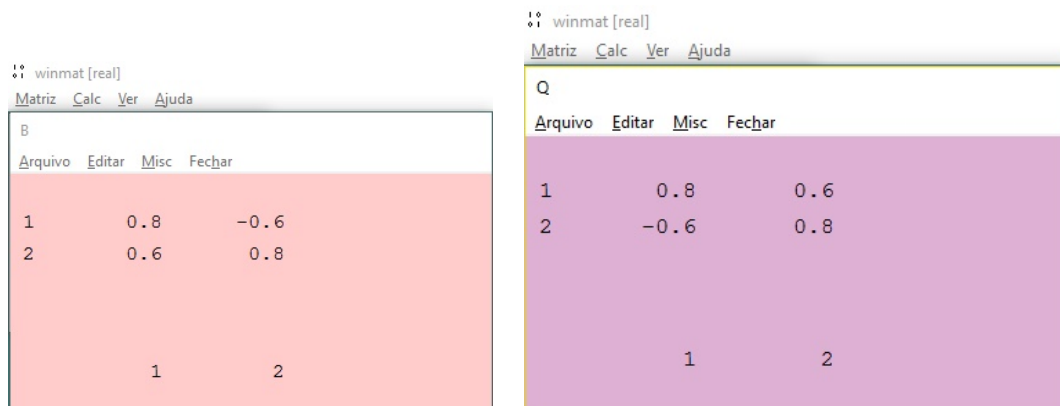 winmat [real]
Matriz Calc Ver Ajuda
B
Arquivo Editar Misc Fechar
1 0.8 -0.6
2 0.6 0.8
1 2
winmat [real]
Matriz Calc Ver Ajuda
Q
Arquivo Editar Misc Fechar
1 0.8 0.6
2 -0.6 0.8
1 2